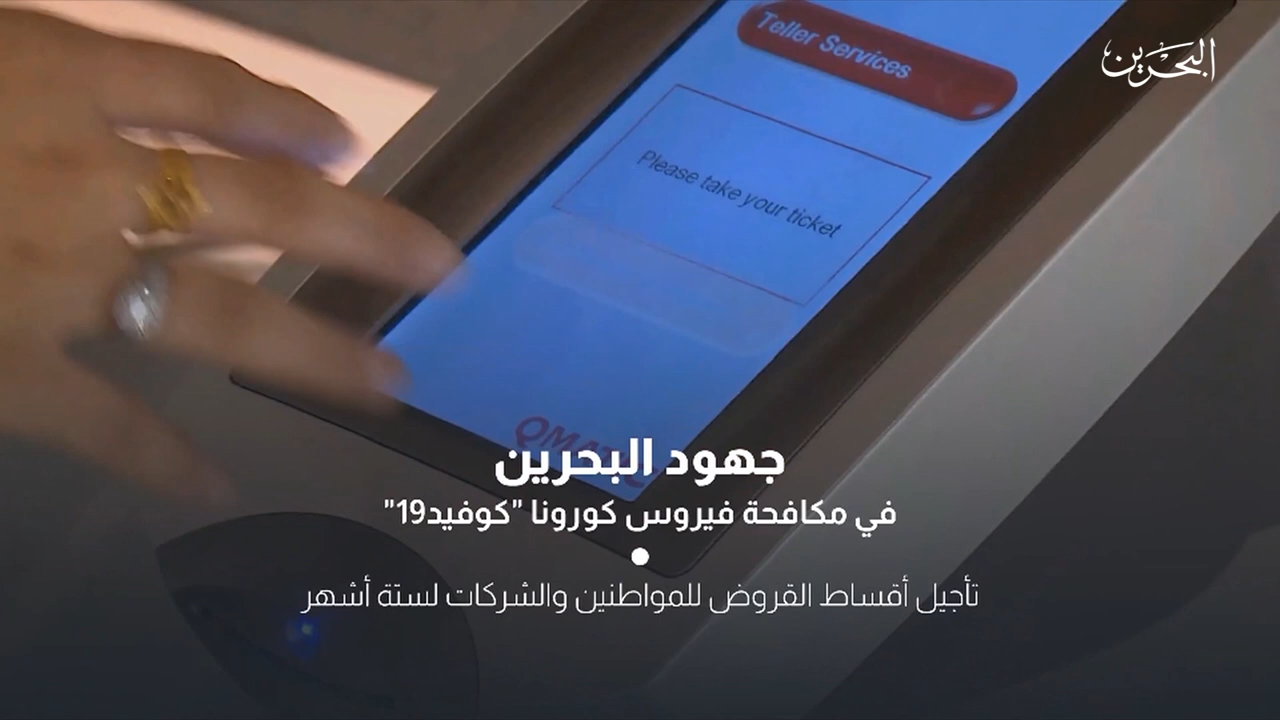 البحرين
Teller Services
Please take your ticket
جهود البحرين
في مكافحة فيروس كورونا "كوفيد19"
تأجيل أقساط القروض للمواطنين والشركات لستة أشهر